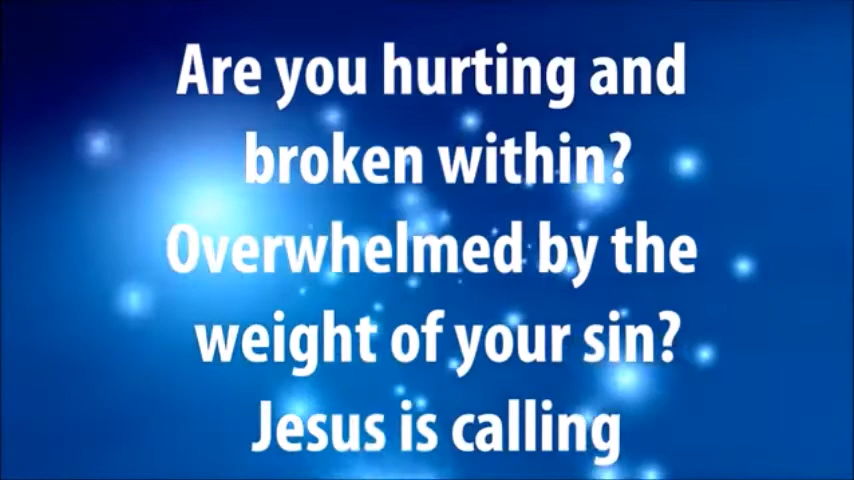 Are you hurting and
broken within?
Overwhelmed by the
weight of your sin?
Jesus is calling